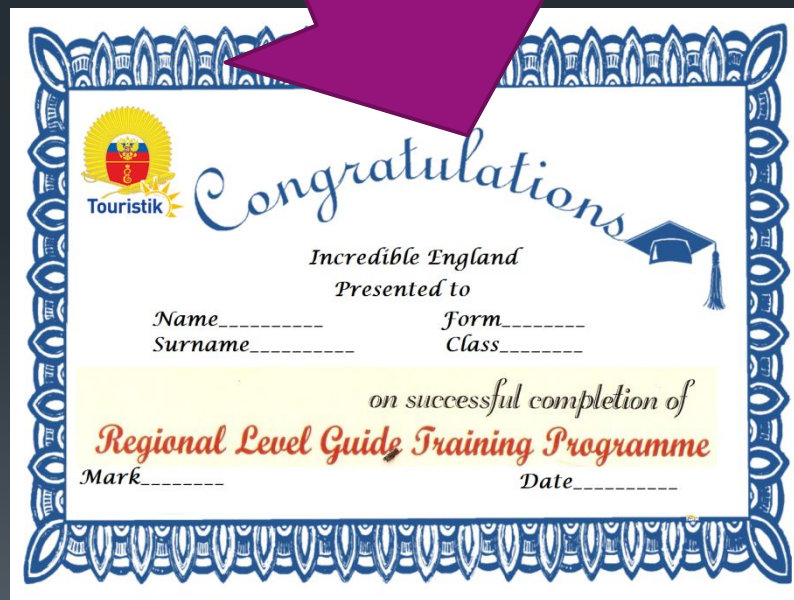 Touristik
Congratulations
Incredible England
Presented to
Name__________ Form________
Surname__________ Class________
on successful completion of
Regional Level Guide Training Programme
Mark________ Date__________